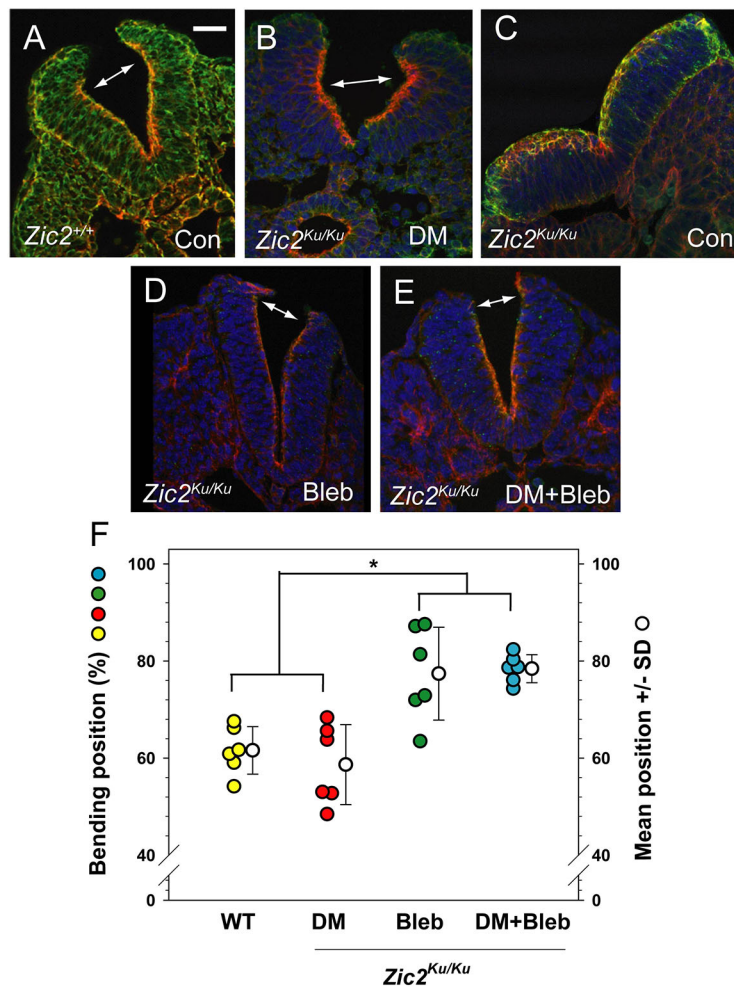 A
B
C
Zic2+/+
Con
Zic2Ku/Ku
DM
Zic2Ku/Ku
Con
D
E
Zic2Ku/Ku
Bleb
Zic2Ku/Ku
DM+Bleb
F
Bending position (%)
100
80
60
40
0
*
100
80
60
40
0
Mean position +/- SD
WT
DM
Bleb
DM+Bleb
Zic2Ku/Ku